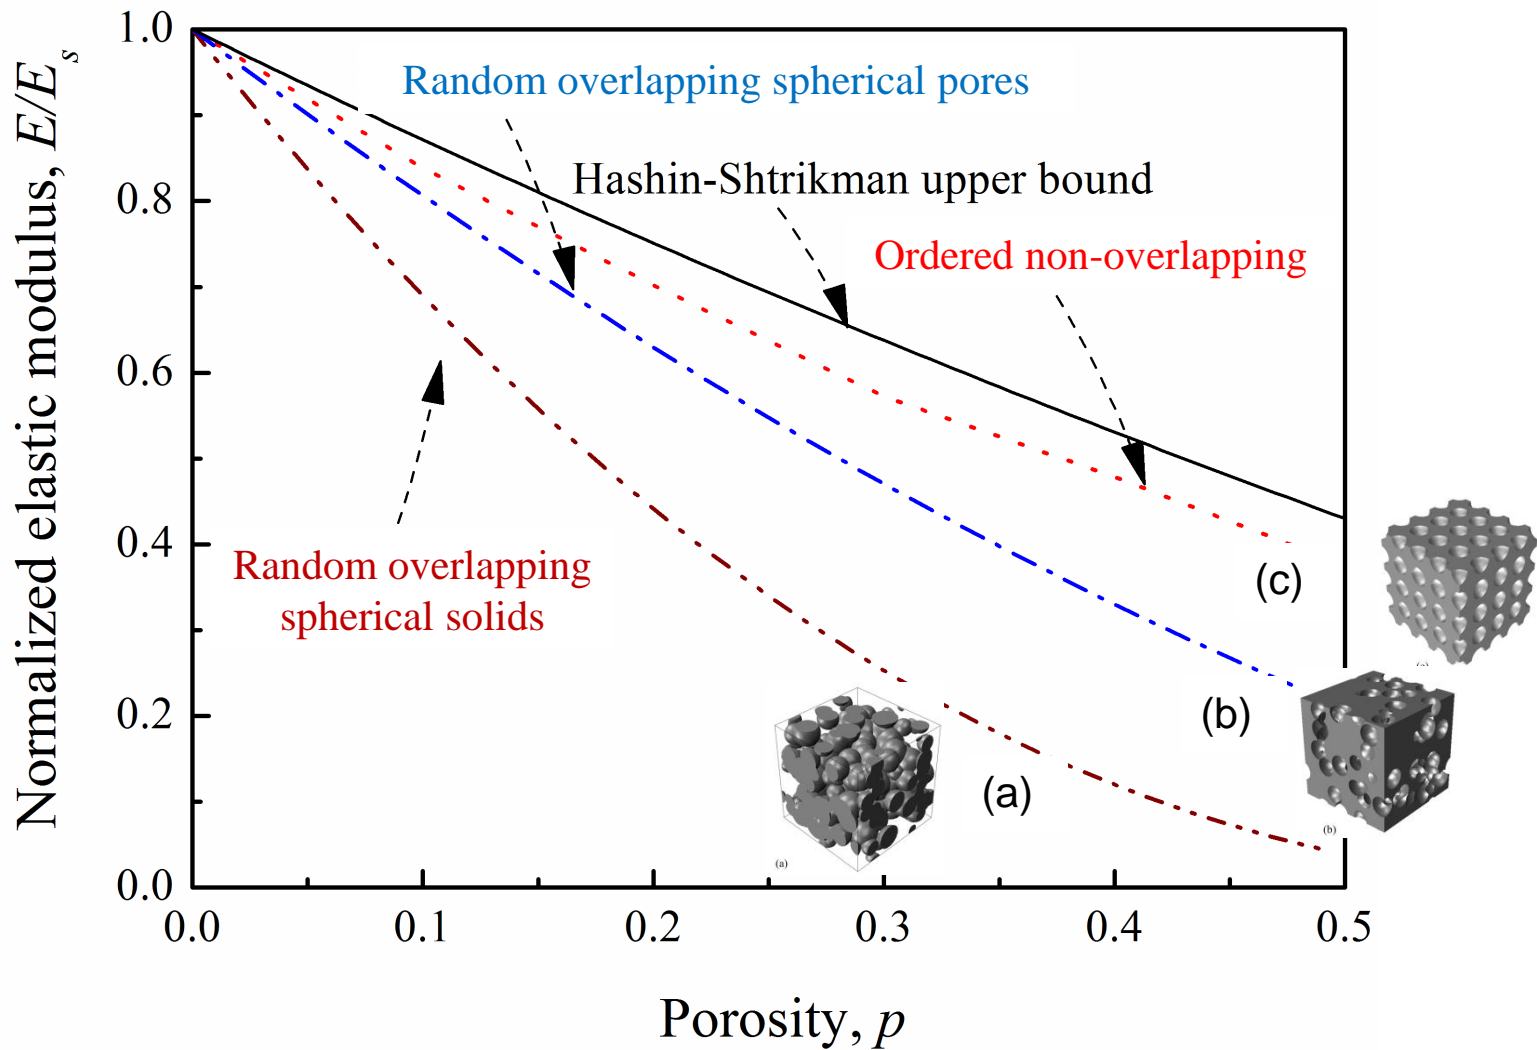 Normalized elastic modulus, E/Es
1.0
0.8
0.6
0.4
0.2
0.0
Random overlapping spherical pores
Hashin-Shtrikman upper bound
Ordered non-overlapping
Random overlapping
spherical solids
(c)
(b)
(a)
(a)
(b)
0.0
0.1
0.2
0.3
0.4
0.5
Porosity, p